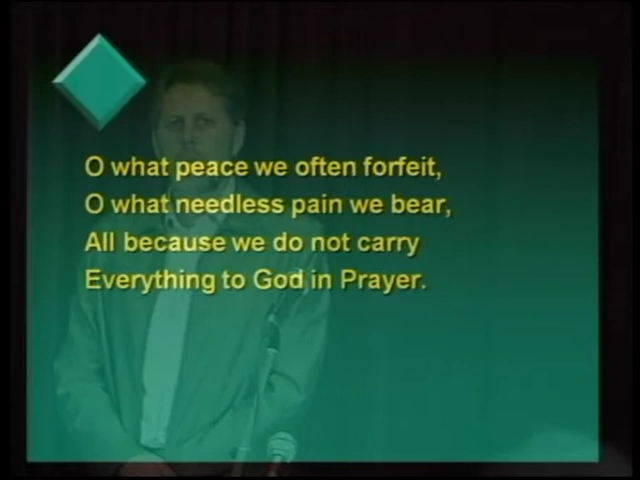 O what peace we often forfeit,
O what needless pain we bear,
All because we do not carry
Everything to God in Prayer.